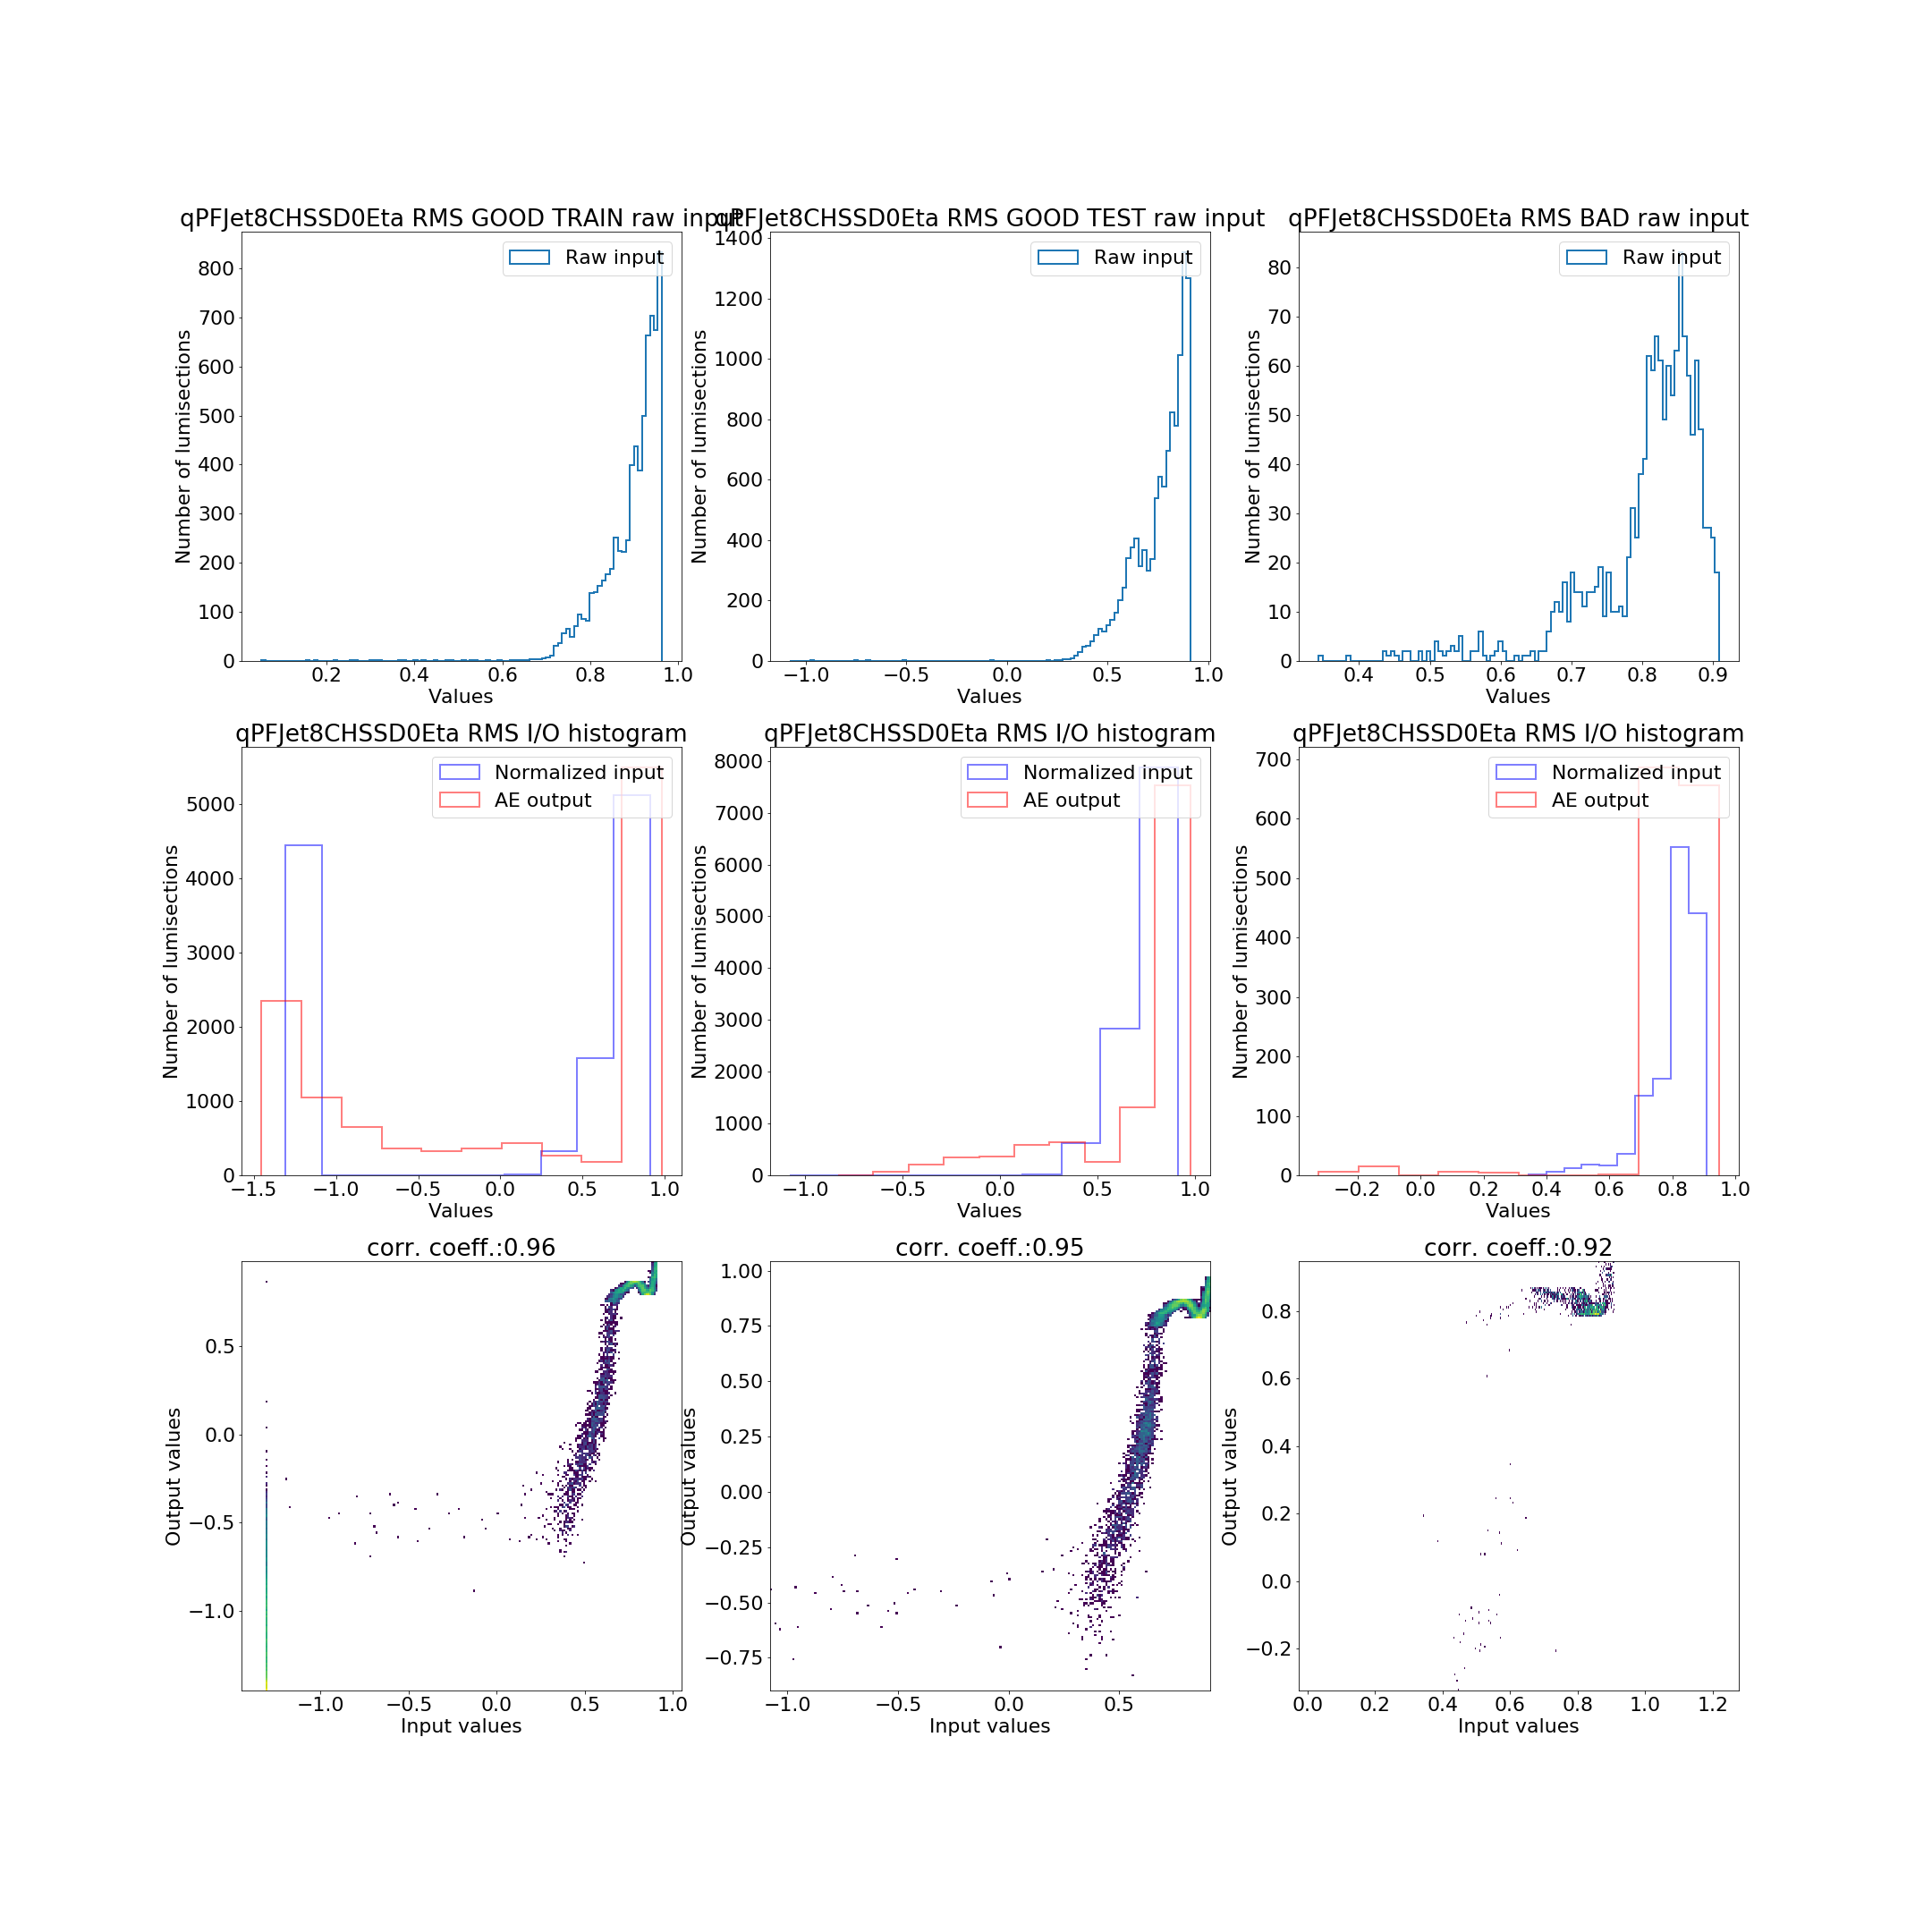 qPFJet8CHSSD0Eta RMS GOOD TRAIN raw input
Number of lumisections
800
700
600
500
400
300
200
100
0
0.2 0.4 0.6 0.8 1.0
Values
Raw input
qPFJet8CHSSD0Eta RMS GOOD TEST raw input
Number of lumisections
1400
1200
1000
800
600
400
200
0
−1.0 −0.5 0.0 0.5 1.0
Values
Raw input
qPFJet8CHSSD0Eta RMS BAD raw input
Number of lumisections
80
70
60
50
40
30
20
10
0
0.4 0.5 0.6 0.7 0.8 0.9
Values
Raw input
qPFJet8CHSSD0Eta RMS I/O histogram
Number of lumisections
5000
4000
3000
2000
1000
0
−1.5 −1.0 −0.5 0.0 0.5 1.0
Values
Normalized input
AE output
qPFJet8CHSSD0Eta RMS I/O histogram
Number of lumisections
8000
7000
6000
5000
4000
3000
2000
1000
0
−1.0 −0.5 0.0 0.5 1.0
Values
Normalized input
AE output
qPFJet8CHSSD0Eta RMS I/O histogram
Number of lumisections
700
600
500
400
300
200
100
0
−0.2 0.0 0.2 0.4 0.6 0.8 1.0
Values
Normalized input
AE output
corr. coeff.:0.96
Output values
0.5
0.0
−0.5
−1.0
−1.0 −0.5 0.0 0.5 1.0
Input values
corr. coeff.:0.95
Output values
1.00
0.75
0.50
0.25
0.00
−0.25
−0.50
−0.75
−1.0 −0.5 0.0 0.5
Input values
corr. coeff.:0.92
Output values
0.8
0.6
0.4
0.2
0.0
−0.2
0.0 0.2 0.4 0.6 0.8 1.0 1.2
Input values